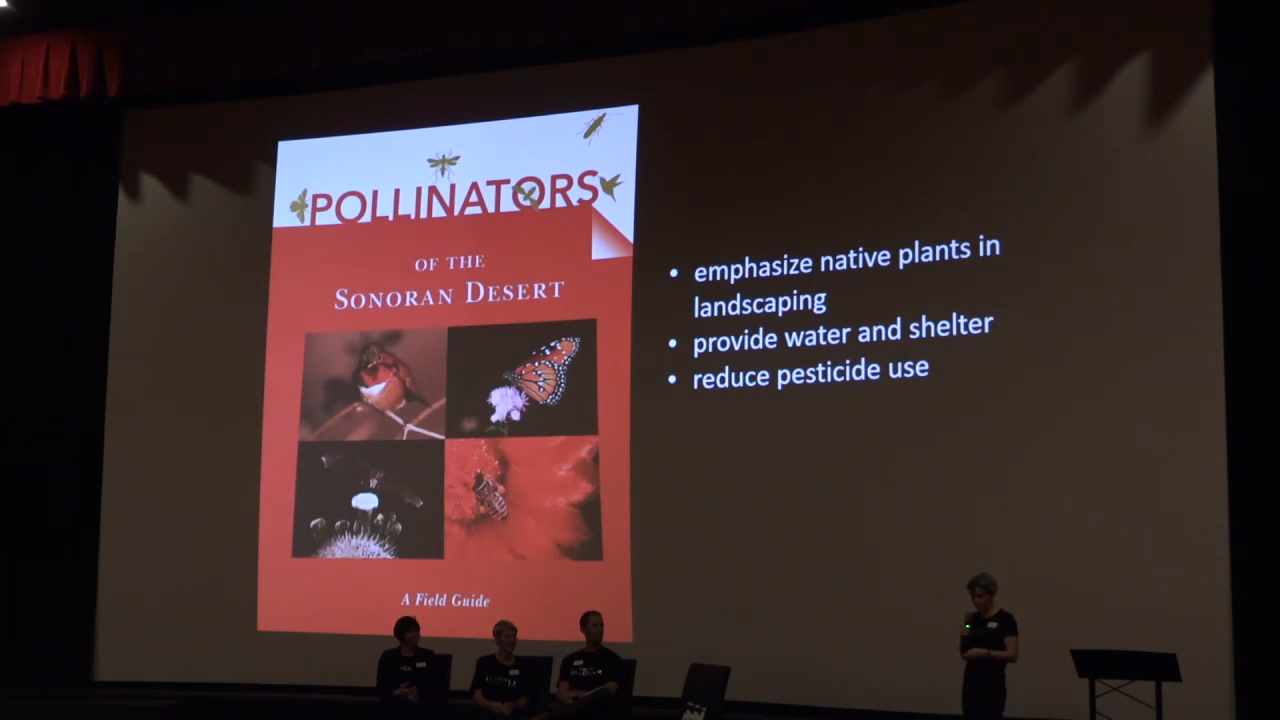 POLLINATORS
OF THE
SONORAN DESERT
A Field Guide
• emphasize native plants in
landscaping
• provide water and shelter
• reduce pesticide use